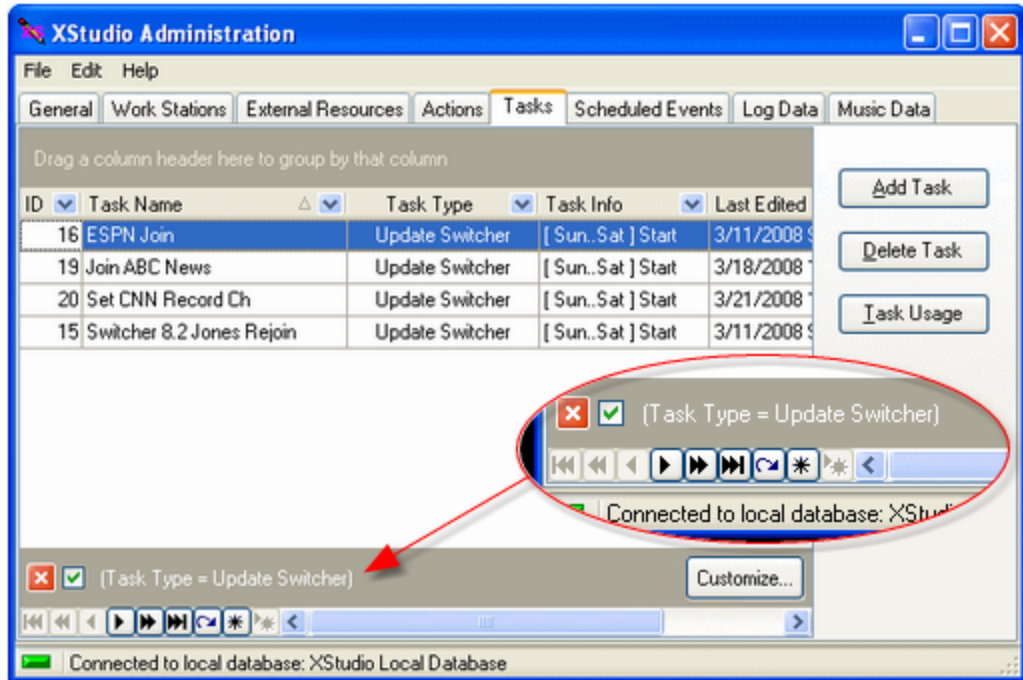 XStudio Administration
File Edit Help
General Work Stations External Resources Actions Tasks Scheduled Events Log Data Music Data
Drag a column header here to group by that column
ID Task Name Task Type Task Info Last Edited
16 ESPN Join Update Switcher [ Sun..Sat ] Start 3/11/2008
19 Join ABC News Update Switcher [ Sun..Sat ] Start 3/18/2008
20 Set CNN Record Ch Update Switcher [ Sun..Sat ] Start 3/21/2008
15 Switcher 8.2 Jones Rejoin Update Switcher [ Sun..Sat ] Start 3/11/2008
Add Task
Delete Task
Task Usage
(Task Type = Update Switcher)
Connected to local database: XStudi
(Task Type = Update Switcher)
Customize...
Connected to local database: XStudio Local Database